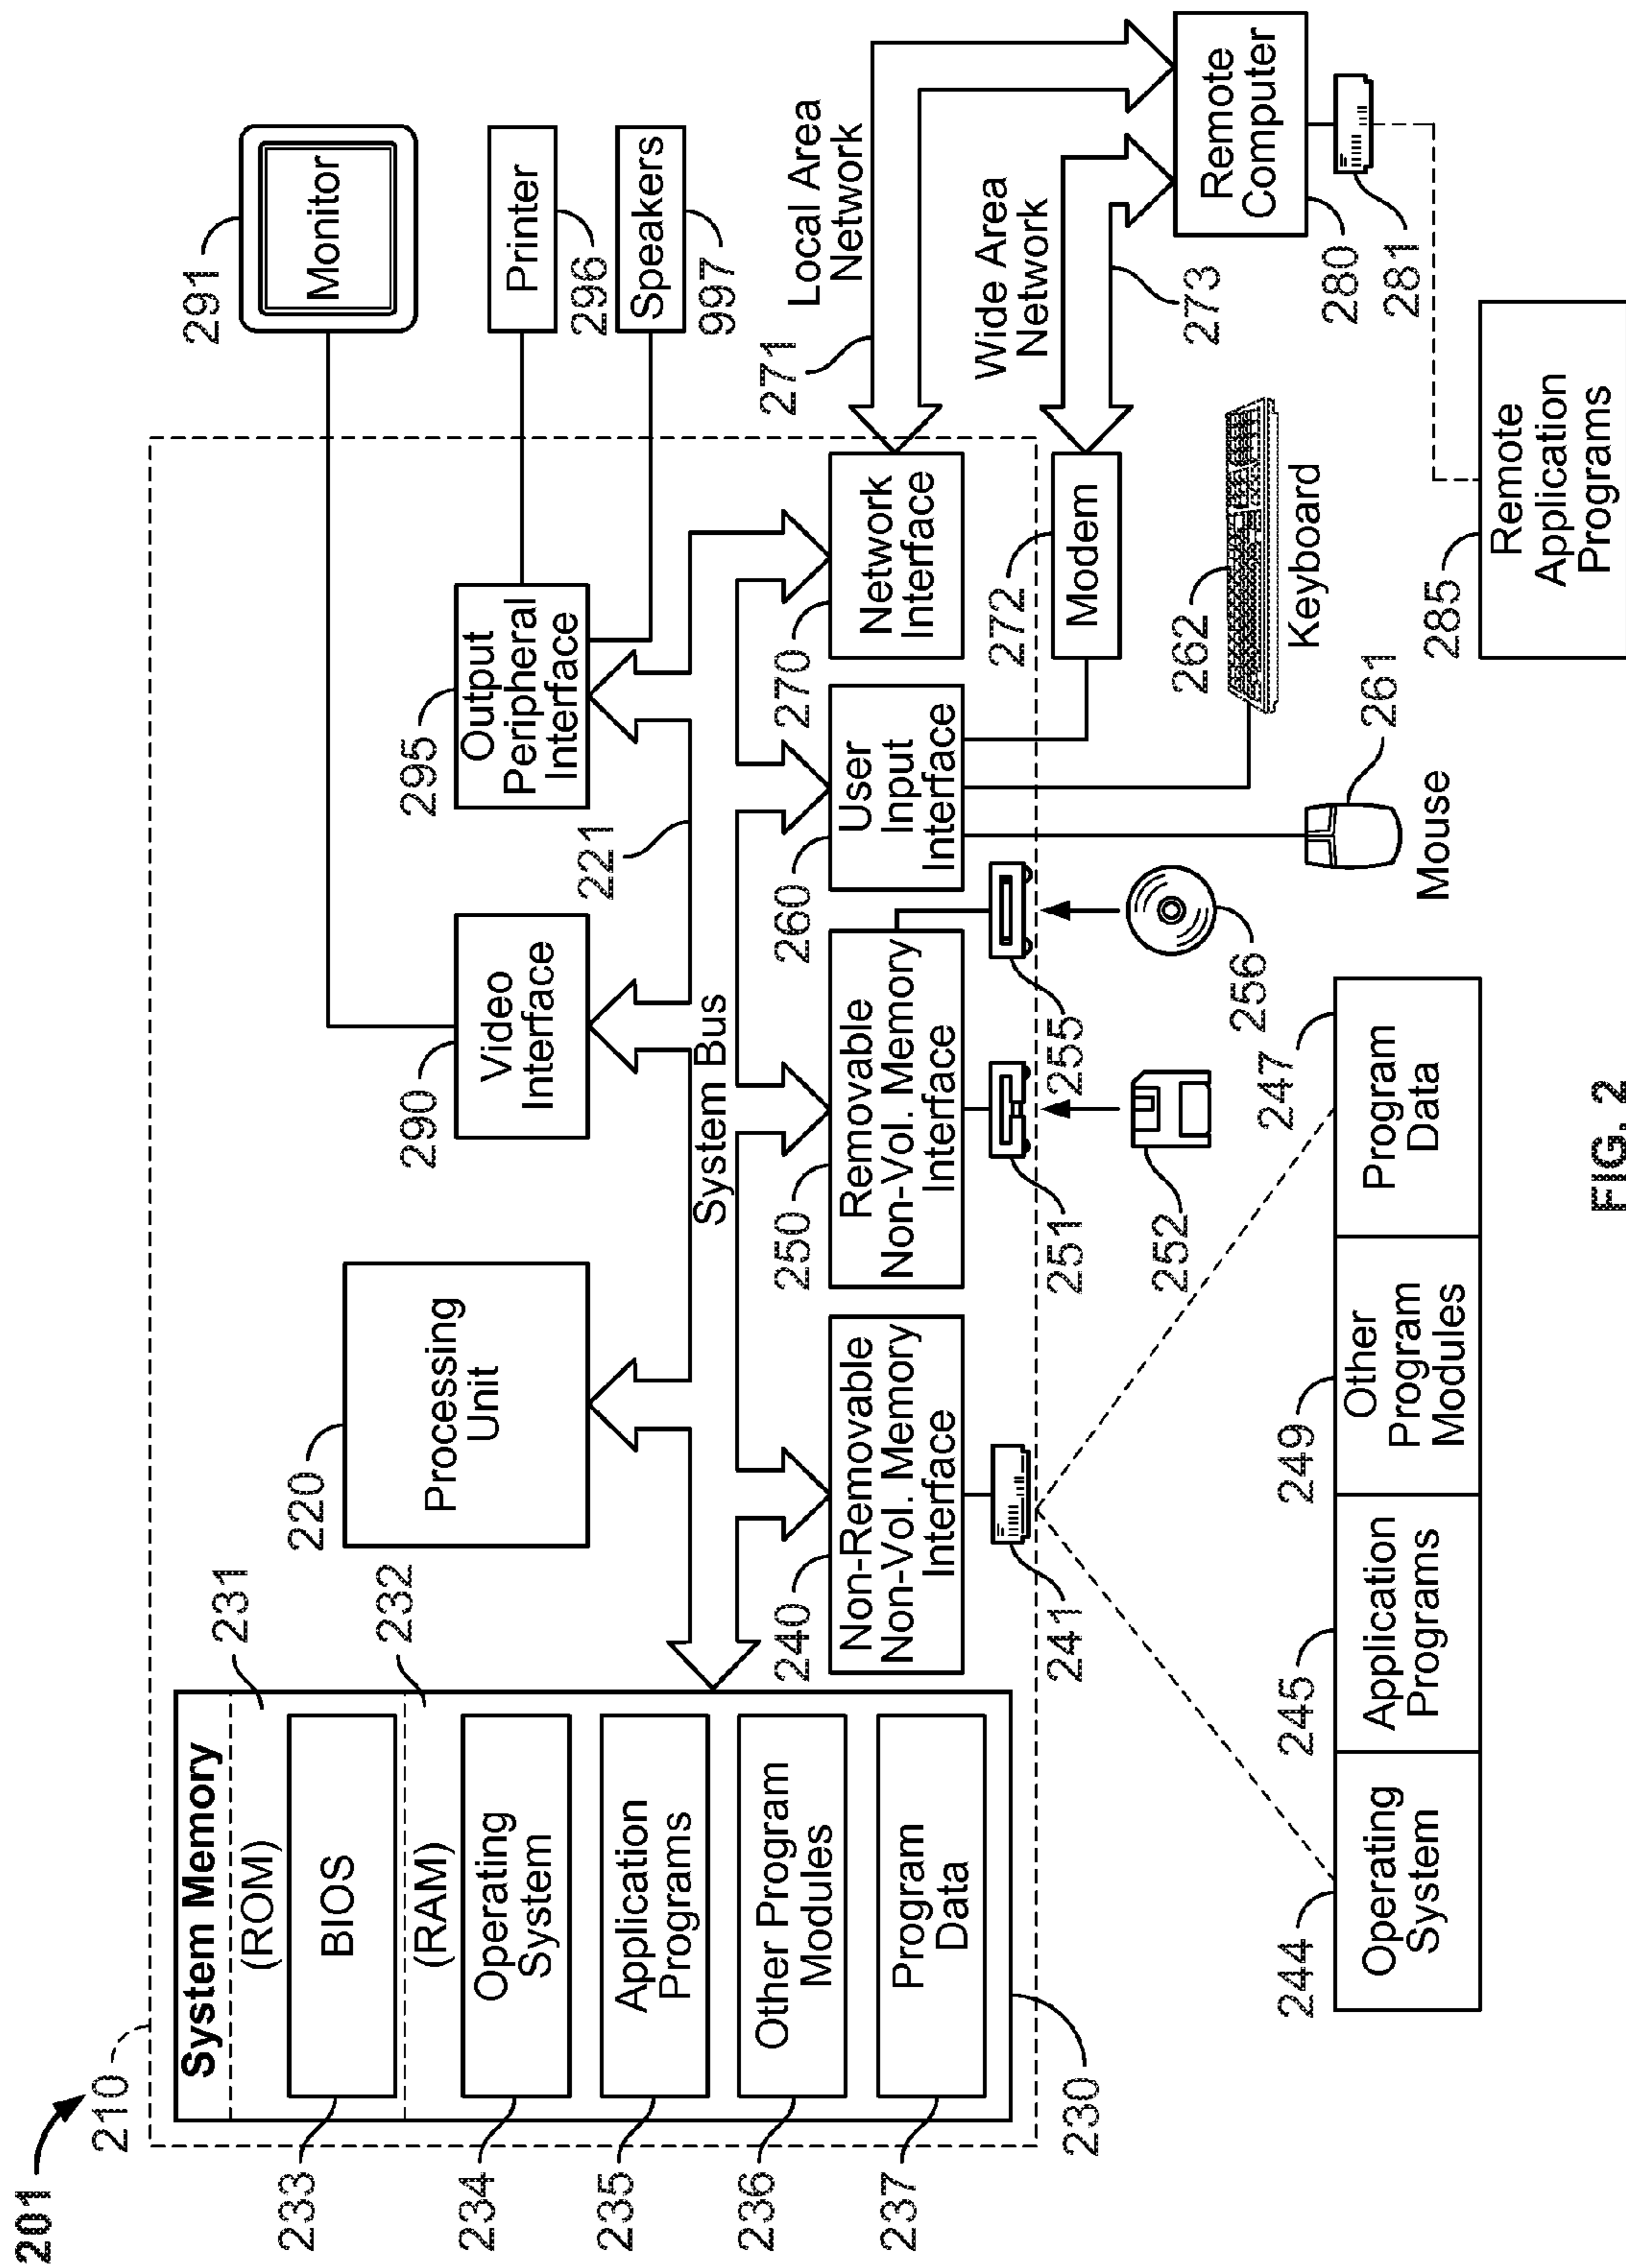 201
210
System Memory
(ROM)
231
233
BIOS
(RAM)
232
234
Operating
System
235
Application
Programs
236
Other Program
Modules
237
Program
Data
230
220
Processing
Unit
290
Video
Interface
295
Output
Peripheral
Interface
291
Monitor
Printer
296
Speakers
997
System Bus
221
240
Non-Removable
Non-Vol. Memory
Interface
241
250
Removable
Non-Vol. Memory
Interface
251
255
252
256
260
User
Input
Interface
270
Network
Interface
272
Modem
271
Local Area
Network
Wide Area
Network
273
Remote
Computer
280
281
262
Keyboard
261
Mouse
285
Remote
Application
Programs
244
Operating
System
245
Application
Programs
249
Other
Program
Modules
247
Program
Data
FIG. 2